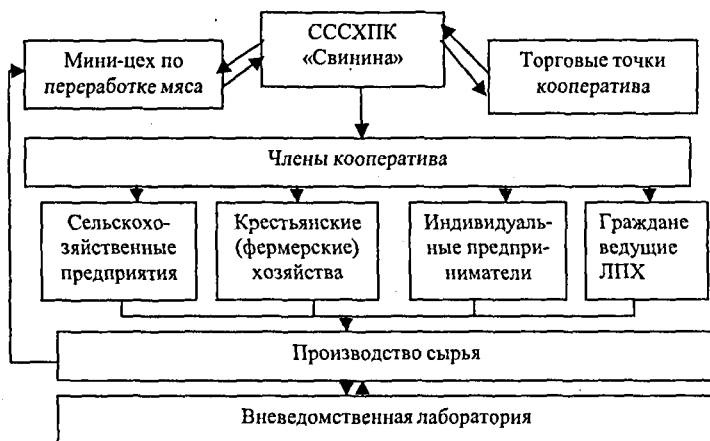 СССХПК
«Свинина»
Мини-цех по
переработке мяса
Торговые точки
кооператива
Члены кооператива
Сельскохо-
зяйственные
предприятия
Крестьянские
(фермерские)
хозяйства
Индивидуаль-
ные предпри-
ниматели
Граждане
ведущие
ЛПХ
Производство сырья
Вневедомственная лаборатория